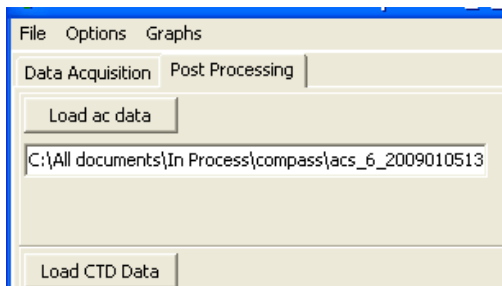 File Options Graphs
Data Acquisition Post Processing
Load ac data
C:\All documents\In Process\compass\acs_6_2009010513
Load CTD Data